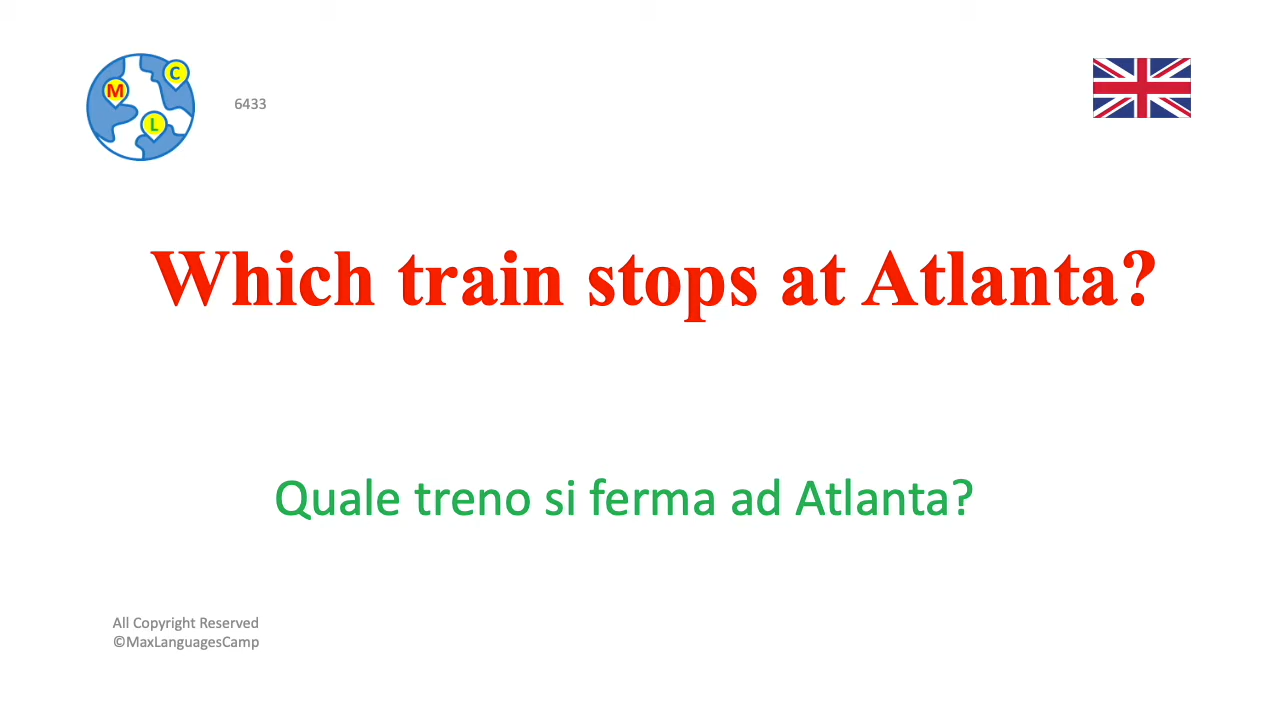 M
C
L
6433
Which train stops at Atlanta?
Quale treno si ferma ad Atlanta?
All Copyright Reserved
©MaxLanguagesCamp